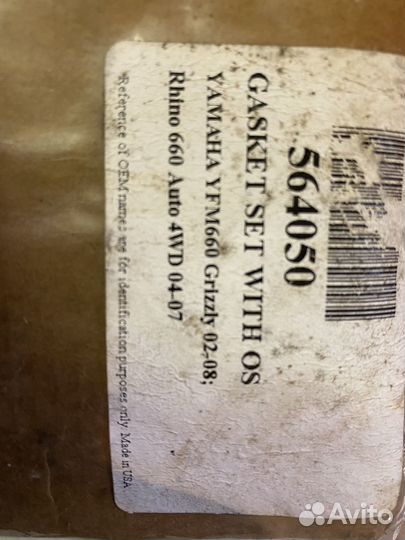 564050
GASKET SET WITH OS
YAMAHA YFM660 Grizzly 02-08;
Rhino 660 Auto 4WD 04-07
Reference of OEM names are for identification purposes only. Made in USA
Avito